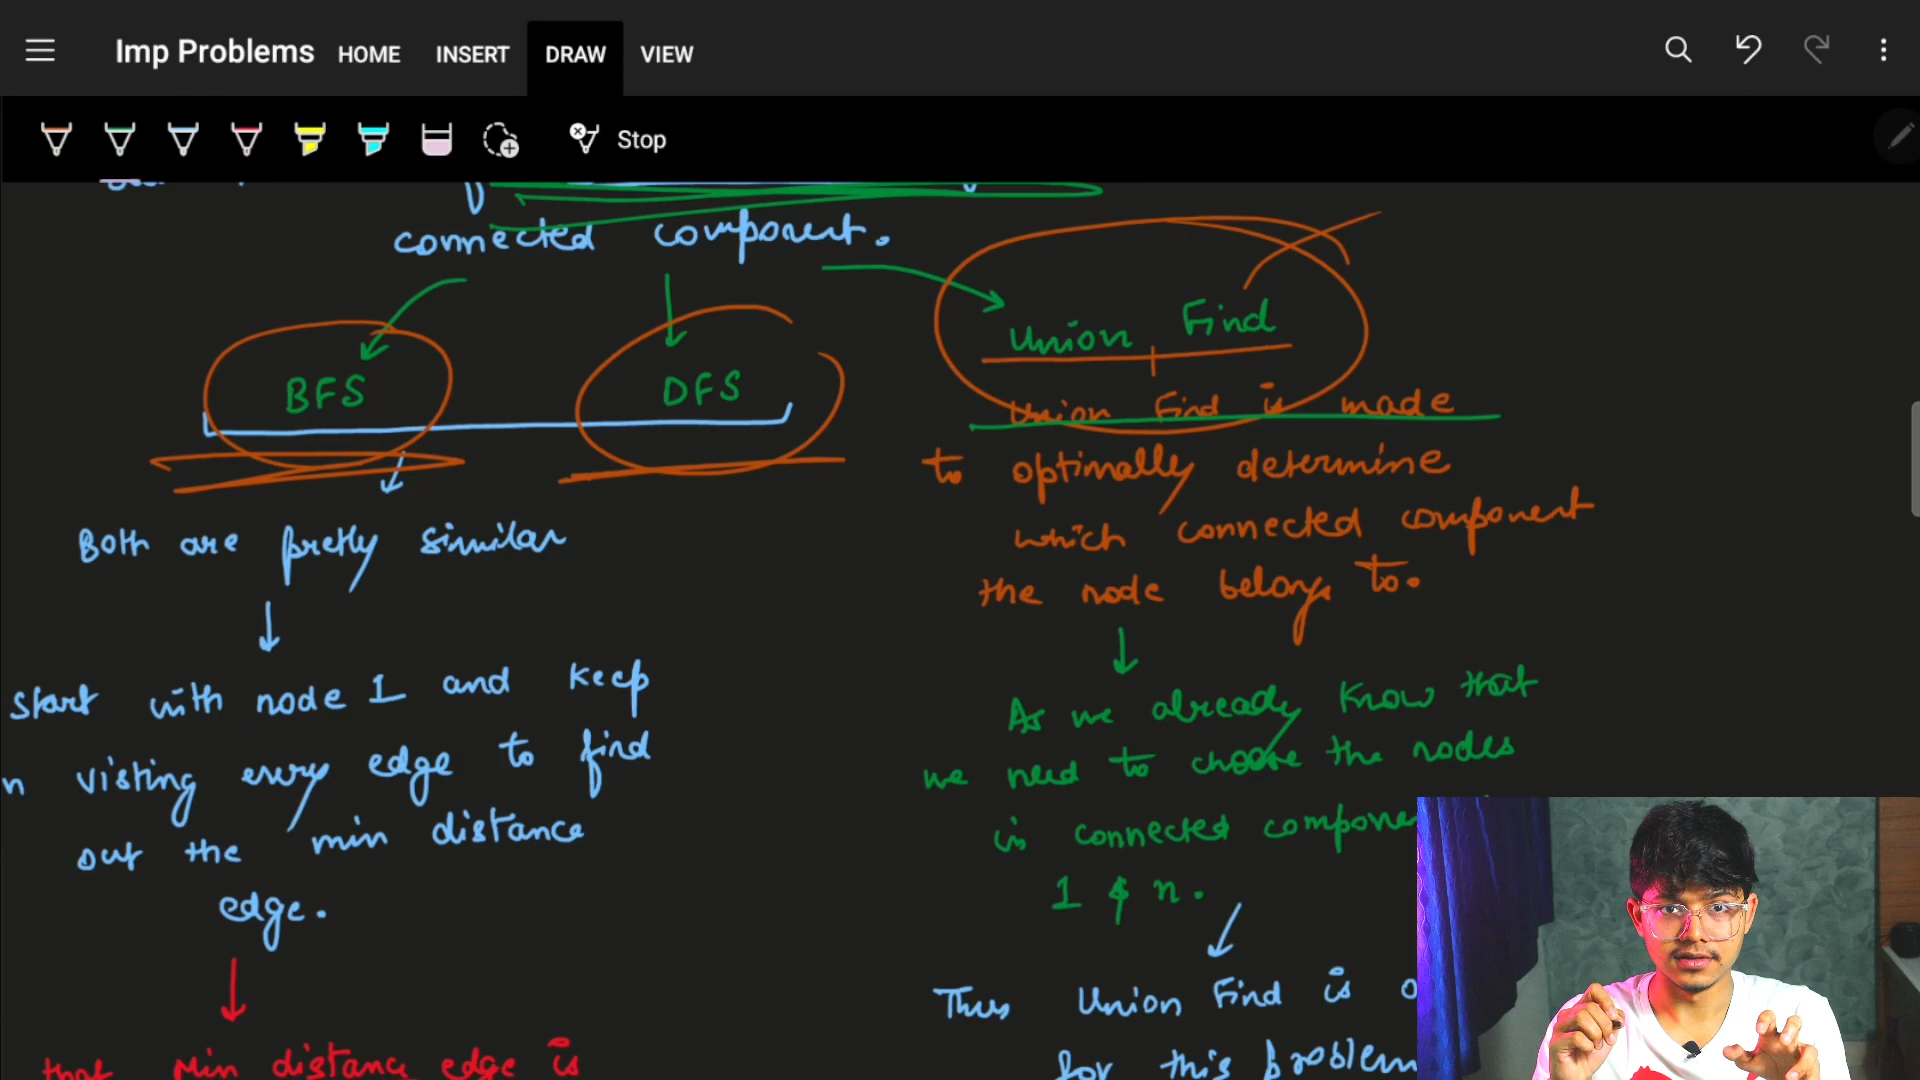 Imp Problems HOME INSERT DRAW VIEW
Stop
connected component.
BFS
DFS
Union Find
Both are pretty similar
start with node 1 and keep
n visting every edge to find
out the min distance
edge.
that Min distance edge is
Union Find is made
to optimally determine
which connected component
the node belongs to.
As we already know that
we need to choose the nodes
in connected compone
1 & n.
Thus Union Find is o
for this problem